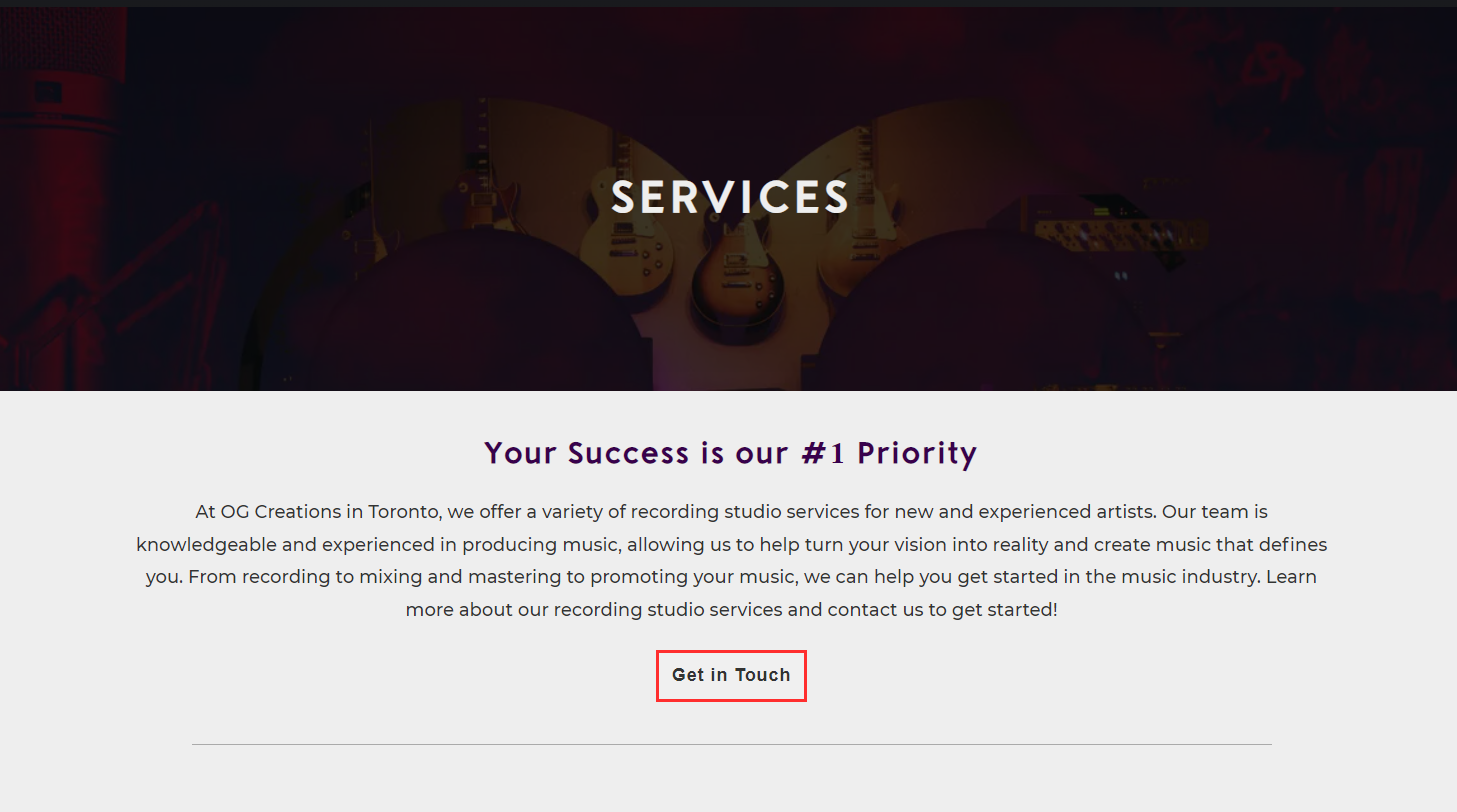 SERVICES
Your Success is our #1 Priority
At OG Creations in Toronto, we offer a variety of recording studio services for new and experienced artists. Our team is
knowledgeable and experienced in producing music, allowing us to help turn your vision into reality and create music that defines
you. From recording to mixing and mastering to promoting your music, we can help you get started in the music industry. Learn
more about our recording studio services and contact us to get started!
Get in Touch